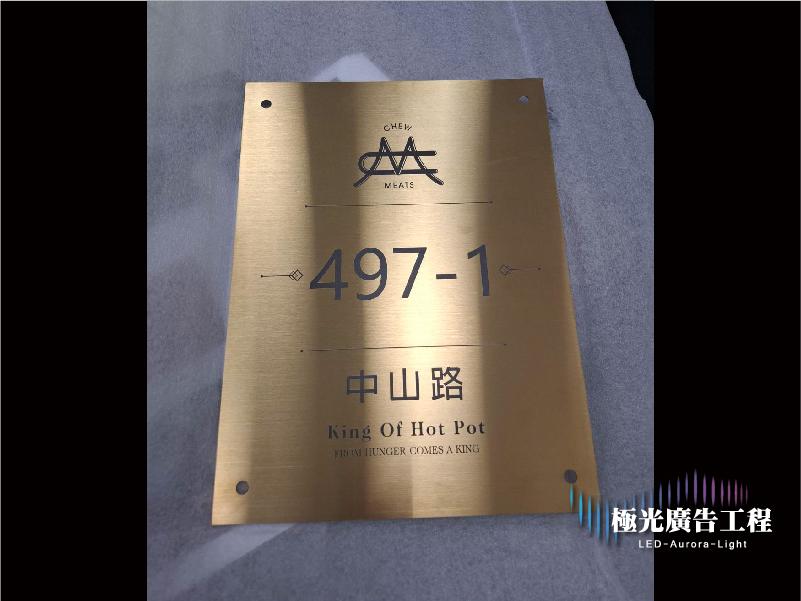 CHEW
MEATS
497-1
中山路
King Of Hot Pot
FROM HUNGER COMES A KING
極光廣告工程
LED-Aurora-Light